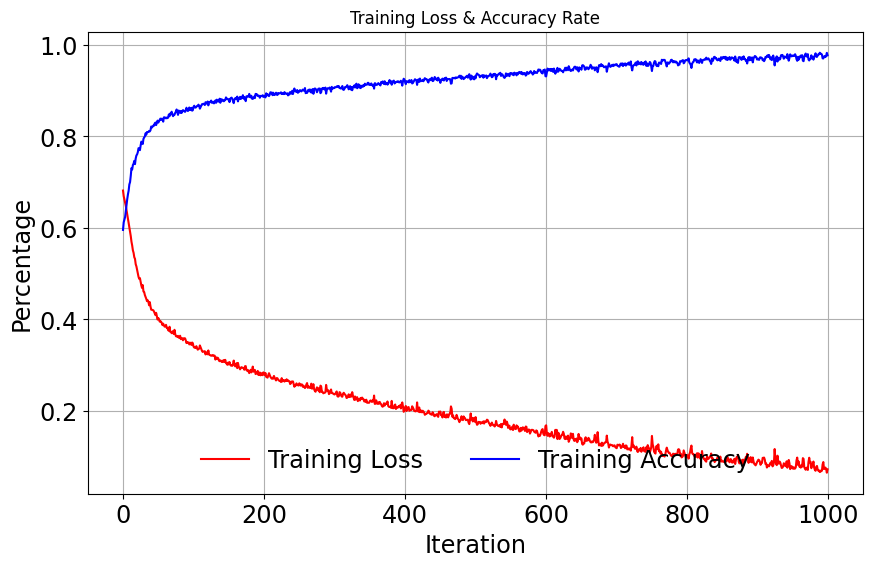 Training Loss & Accuracy Rate
1.0
0.8
0.6
0.4
0.2
Percentage
Training Loss
Training Accuracy
0
200
400
600
800
1000
Iteration